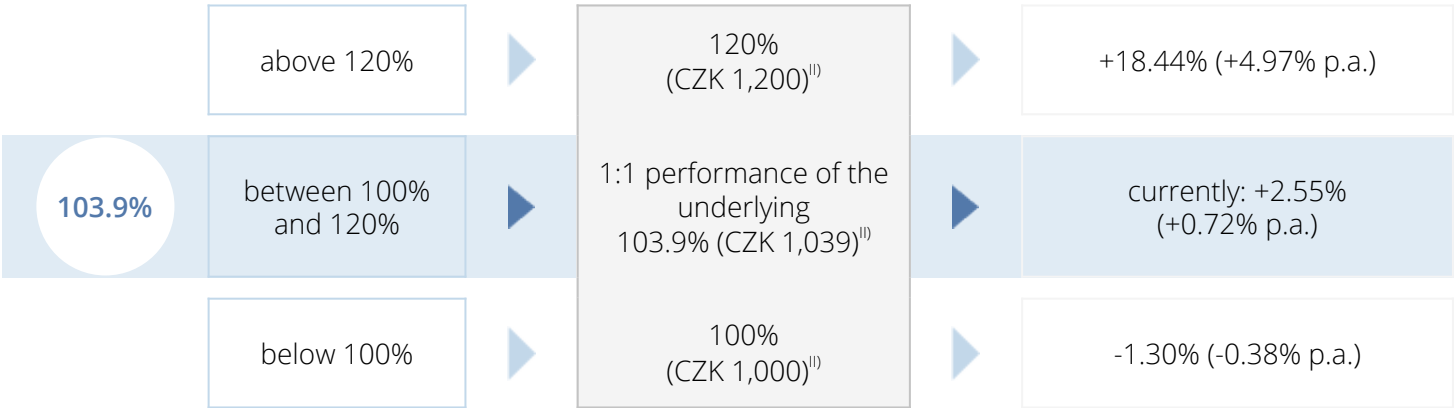 above 120%
120%
(CZK 1,200)II)
+18.44% (+4.97% p.a.)
103.9%
between 100%
and 120%
1:1 performance of the
underlying
103.9% (CZK 1,039)II)
currently: +2.55%
(+0.72% p.a.)
below 100%
100%
(CZK 1,000)II)
-1.30% (-0.38% p.a.)